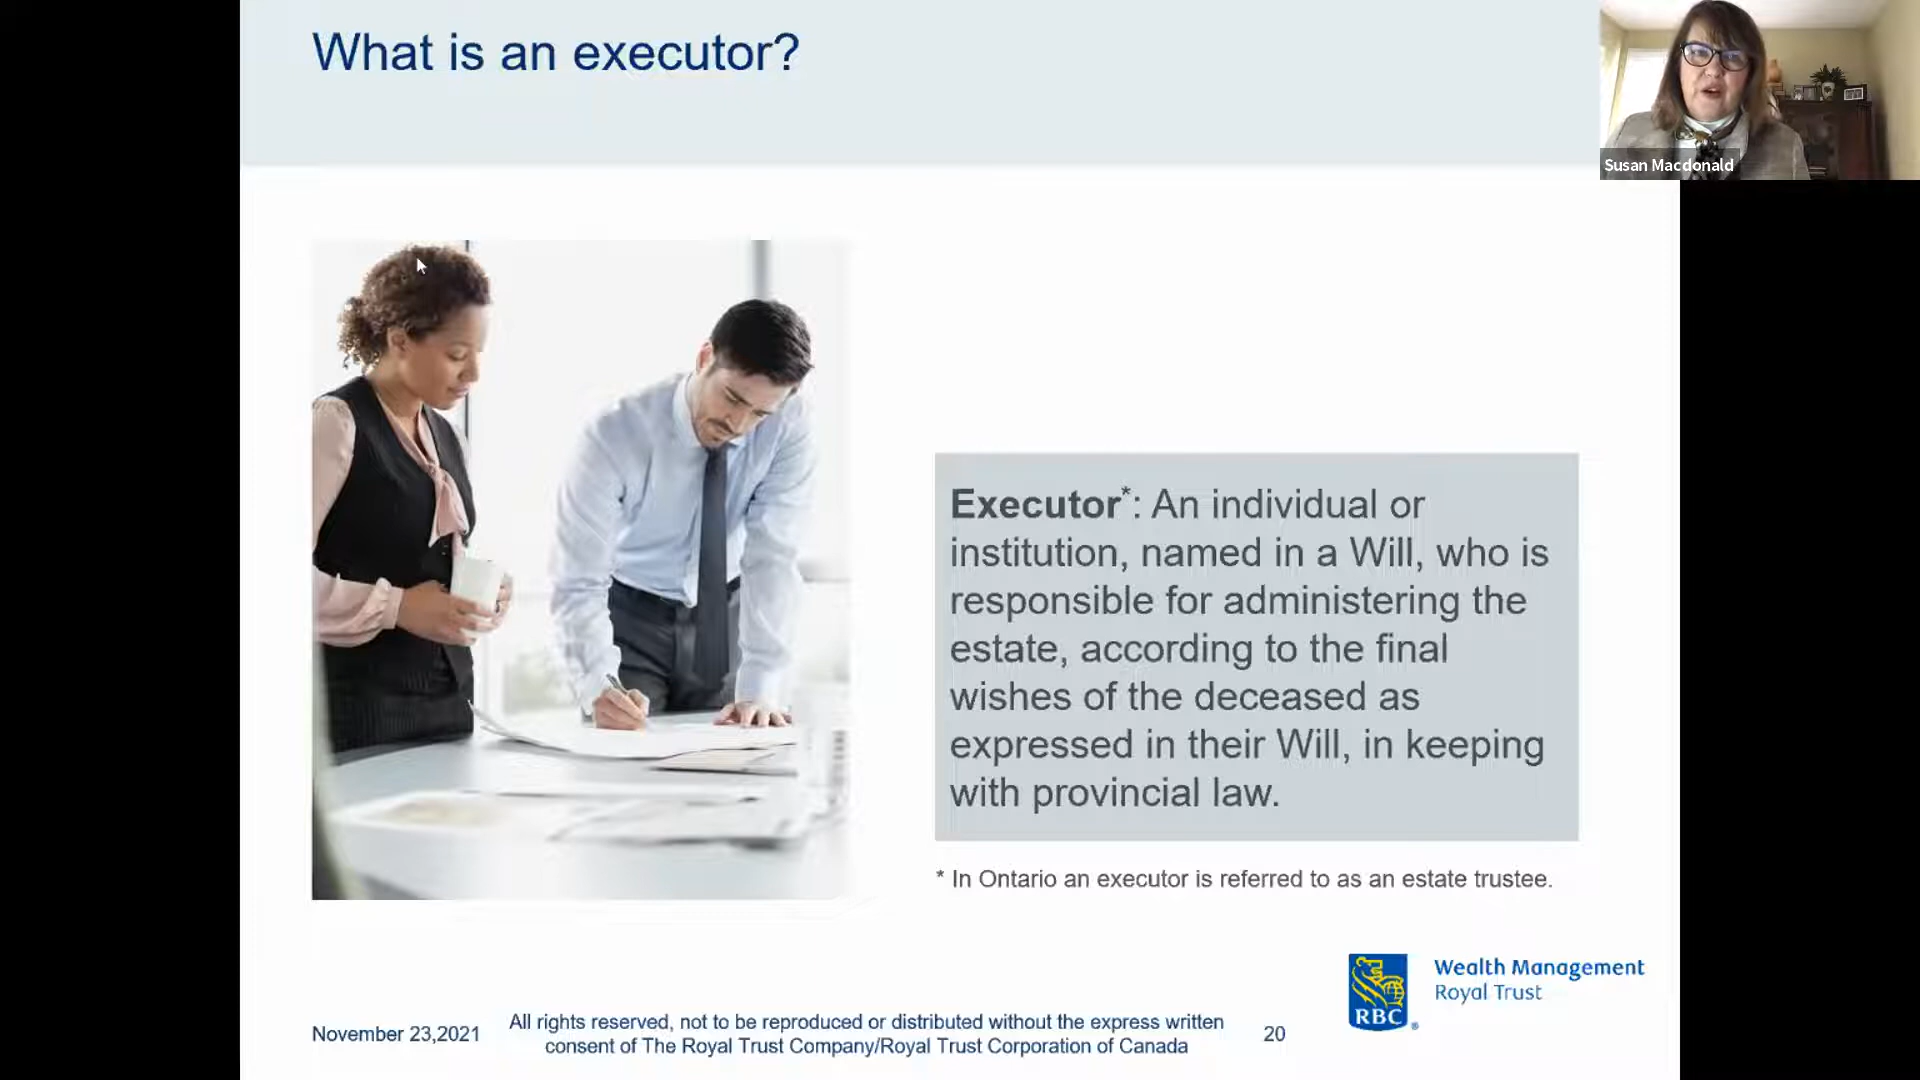 What is an executor?
Susan Macdonald
Executor*: An individual or
institution, named in a Will, who is
responsible for administering the
estate, according to the final
wishes of the deceased as
expressed in their Will, in keeping
with provincial law.
* In Ontario an executor is referred to as an estate trustee.
Wealth Management
Royal Trust
RBC®
November 23,2021
All rights reserved, not to be reproduced or distributed without the express written
consent of The Royal Trust Company/Royal Trust Corporation of Canada
20